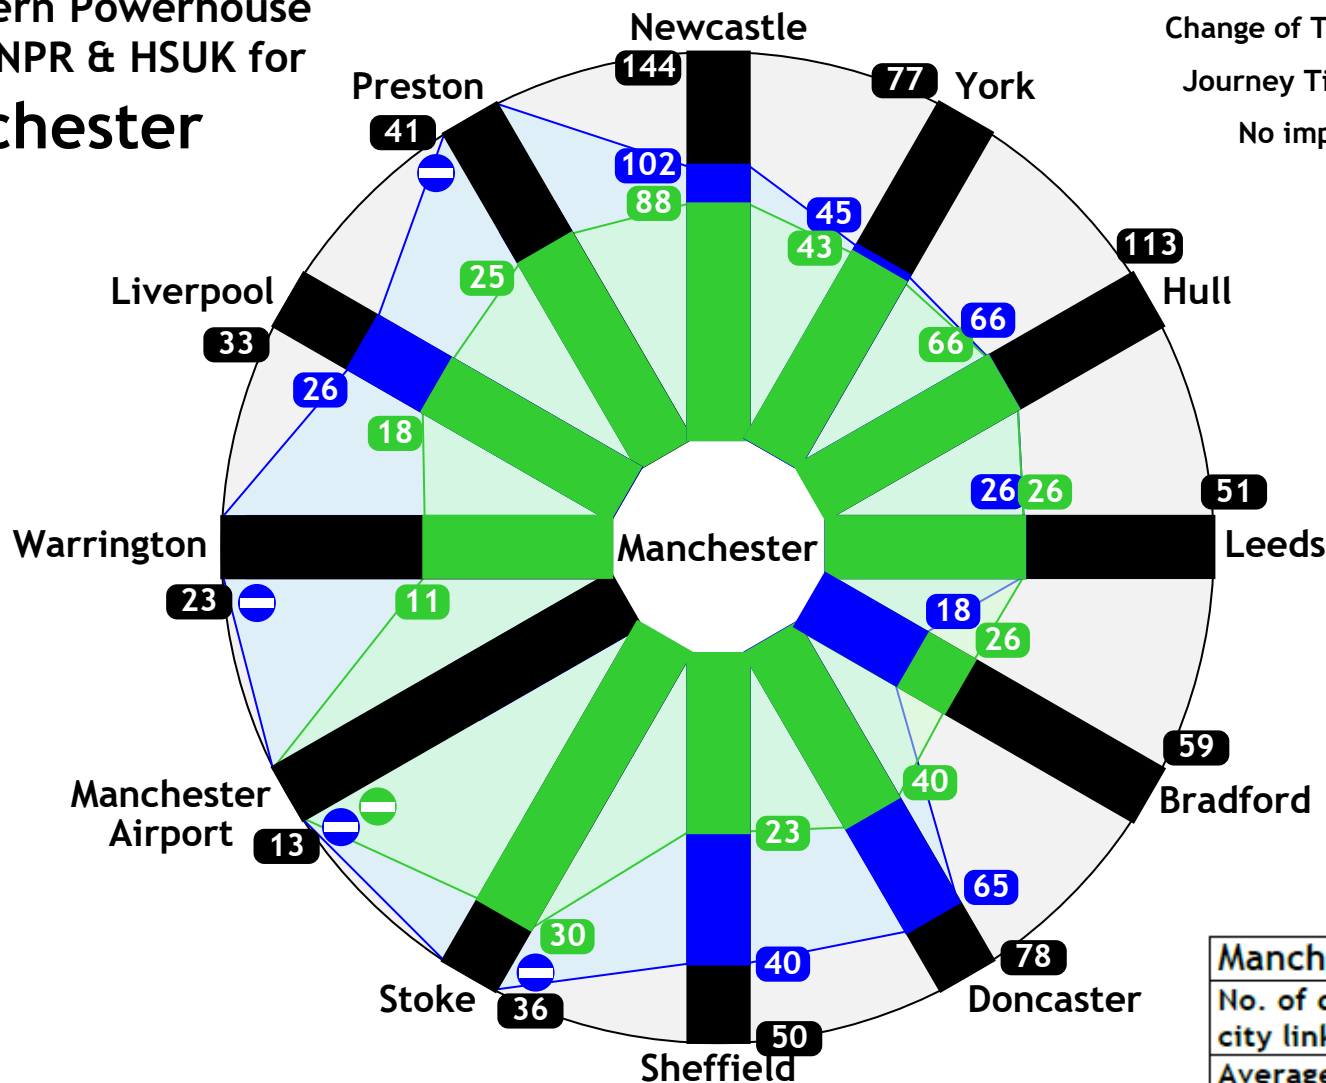 ern Powerhouse
NPR & HSUK for
chester
Change of T
Journey Ti
No imp
Newcastle
144
102
88
York
77
45
43
Hull
113
66
66
Leeds
51
26
26
Bradford
59
18
26
Doncaster
78
65
40
Sheffield
50
40
23
Stoke
36
30
Manchester
Airport
13
Warrington
23
11
Liverpool
33
26
18
Preston
41
25
Manchester
Manch
No. of
city link
Average